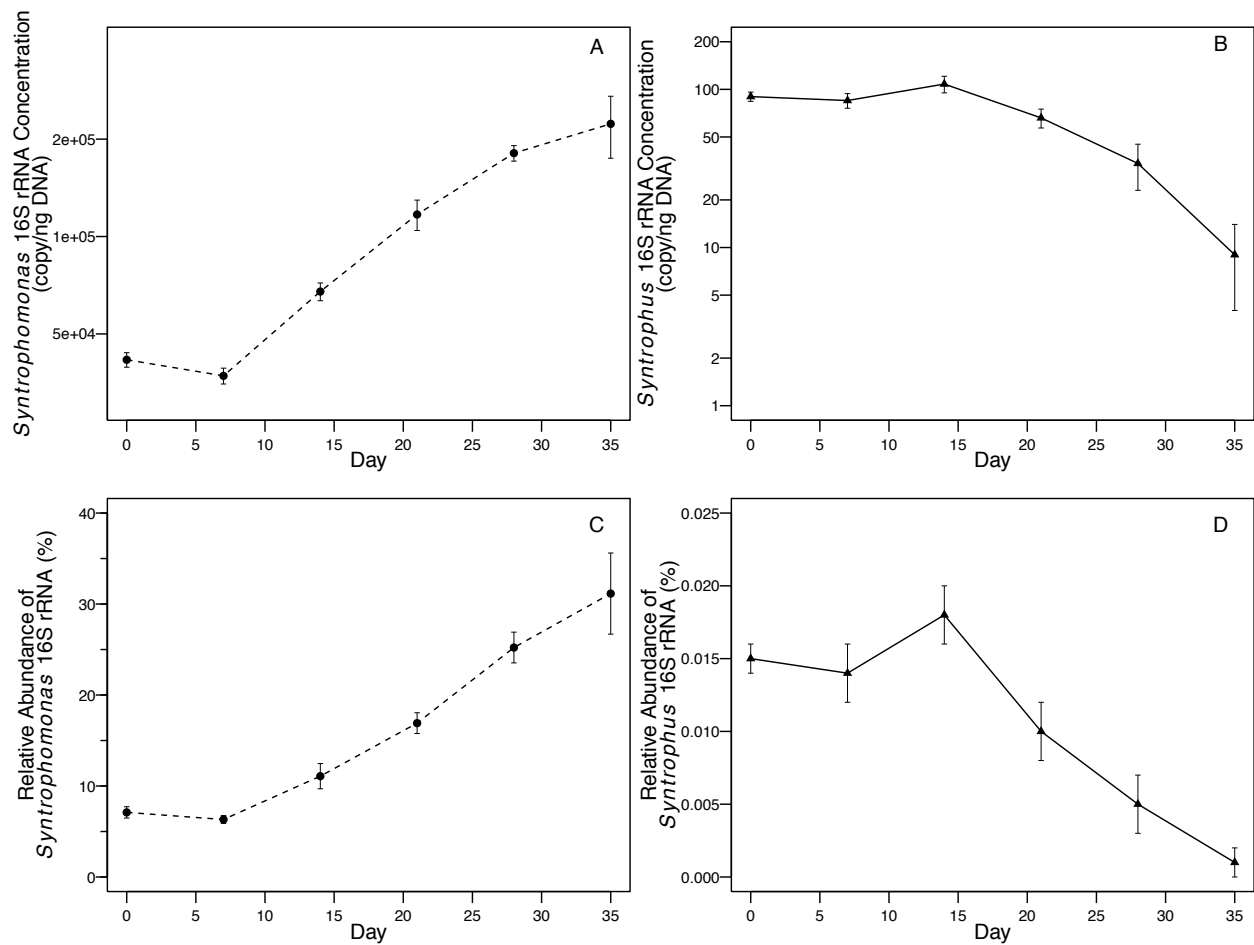 A
Syntrophomonas 16S rRNA Concentration
(copy/ng DNA)
2e+05
1e+05
5e+04
0 5 10 15 20 25 30 35
Day
B
Syntrophus 16S rRNA Concentration
(copy/ng DNA)
200
100
50
20
10
5
2
1
0 5 10 15 20 25 30 35
Day
C
Relative Abundance of
Syntrophomonas 16S rRNA (%)
40
30
20
10
0
0 5 10 15 20 25 30 35
Day
D
Relative Abundance of
Syntrophus 16S rRNA (%)
0.025
0.020
0.015
0.010
0.005
0.000
0 5 10 15 20 25 30 35
Day